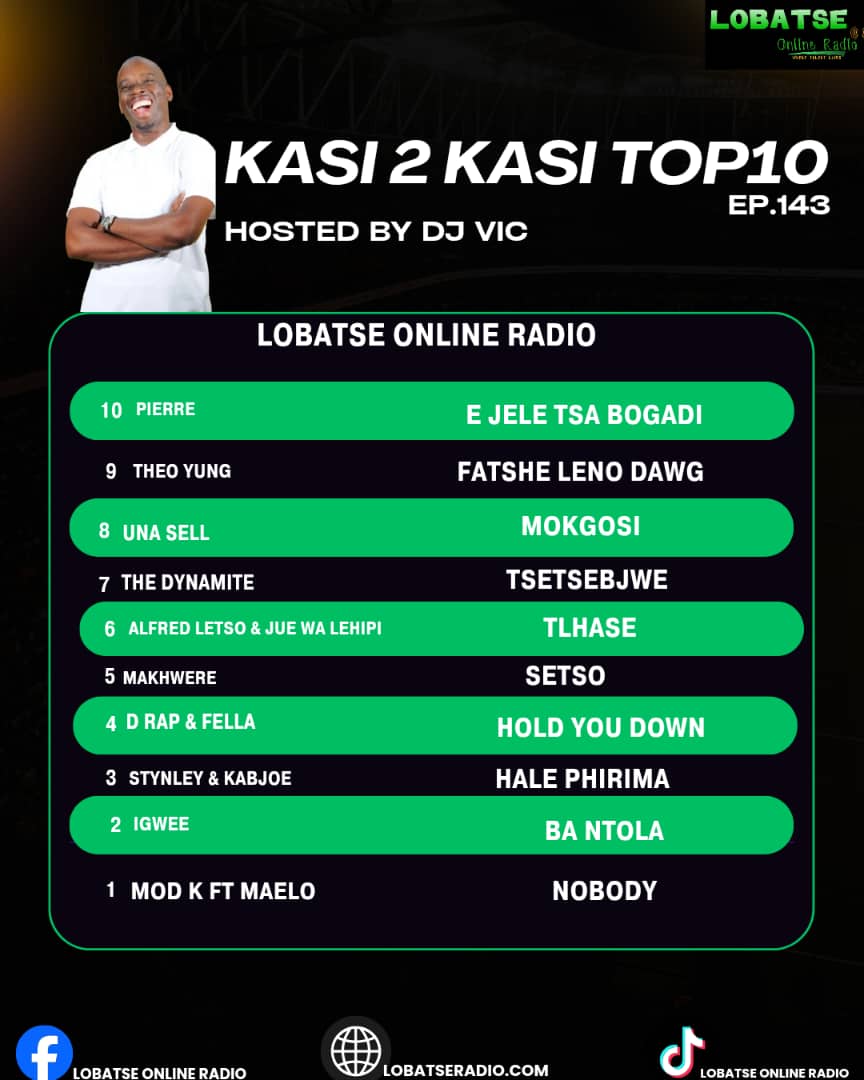 LOBATSE
Online Radio
KASI 2 KASI TOP10
EP.143
HOSTED BY DJ VIC
LOBATSE ONLINE RADIO
10 PIERRE E JELE TSA BOGADI
9 THEO YUNG FATSHE LENO DAWG
8 UNA SELL MOKGOSI
7 THE DYNAMITE TSETSEBJWE
6 ALFRED LETSO & JUE WA LEHIPI TLHASE
5 MAKHWERE SETSO
4 D RAP & FELLA HOLD YOU DOWN
3 STYNLEY & KABJOE HALE PHIRIMA
2 IGWEE BA NTOLA
1 MOD K FT MAELO NOBODY
LOBATSE ONLINE RADIO LOBATSERADIO.COM LOBATSE ONLINE RADIO